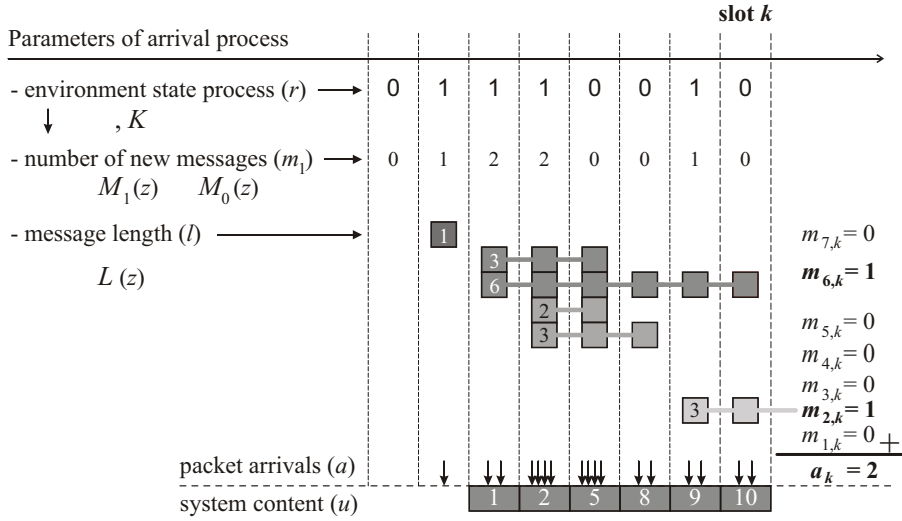 slot k
Parameters of arrival process
- environment state process (r) 0 1 1 1 0 0 1 0
, K
- number of new messages (m₁) 0 1 2 2 0 0 1 0
M₁(z) M₀(z)
- message length (l) 1 m₇,ₖ= 0
3
L(z) 6 m₆,ₖ= 1
2
3 m₅,ₖ= 0
m₄,ₖ= 0
m₃,ₖ= 0
3 m₂,ₖ= 1
m₁,ₖ= 0 +
packet arrivals (a) aₖ = 2
system content (u) 1 2 5 8 9 10